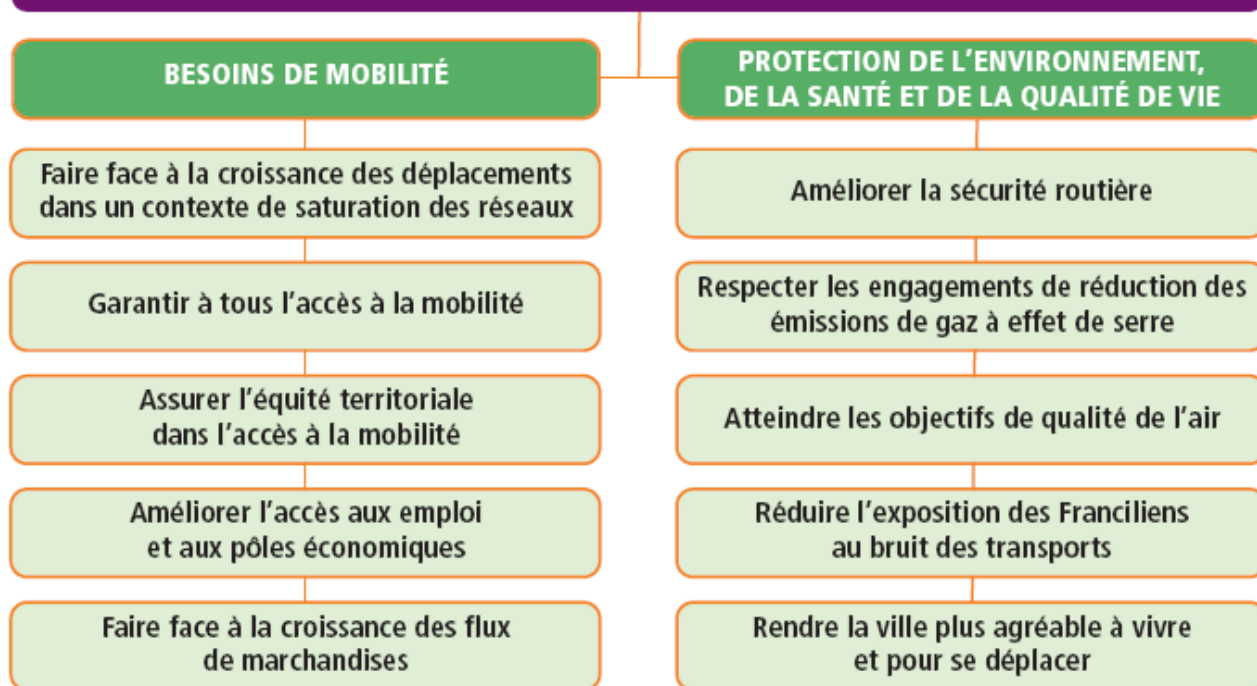 BESOINS DE MOBILITÉ
Faire face à la croissance des déplacements
dans un contexte de saturation des réseaux
Garantir à tous l'accès à la mobilité
Assurer l'équité territoriale
dans l'accès à la mobilité
Améliorer l'accès aux emploi
et aux pôles économiques
Faire face à la croissance des flux
de marchandises
PROTECTION DE L'ENVIRONNEMENT,
DE LA SANTÉ ET DE LA QUALITÉ DE VIE
Améliorer la sécurité routière
Respecter les engagements de réduction des
émissions de gaz à effet de serre
Atteindre les objectifs de qualité de l'air
Réduire l'exposition des Franciliens
au bruit des transports
Rendre la ville plus agréable à vivre
et pour se déplacer